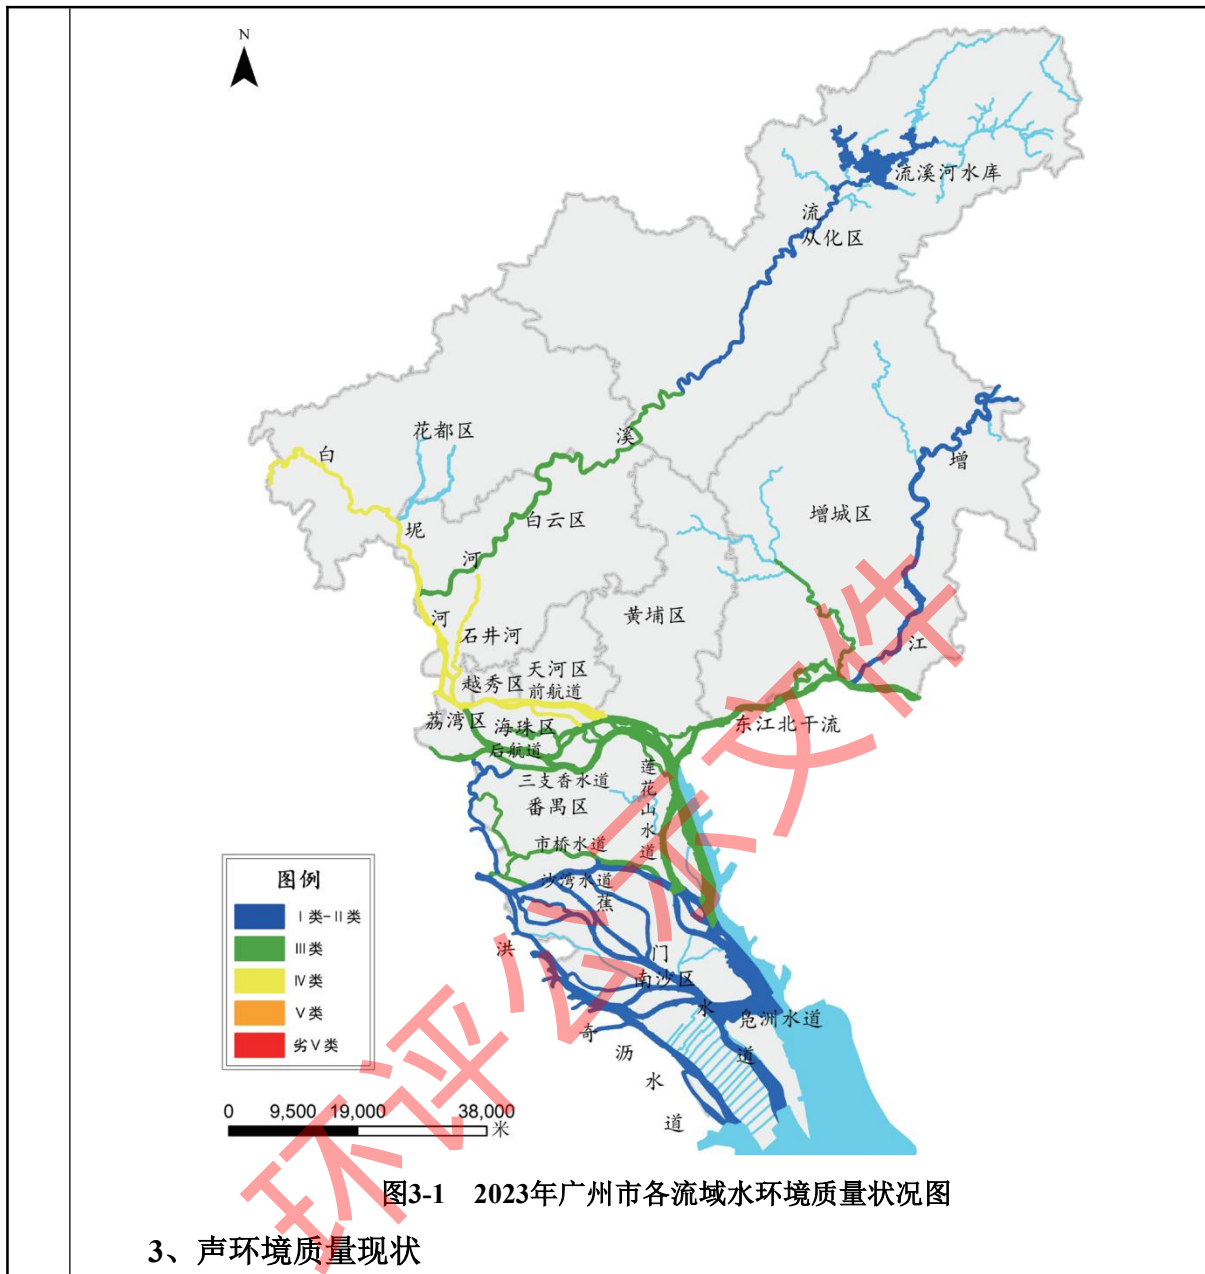 N
流溪河水库
流
从化区
花都区
溪
白
增
坭
白云区
增城区
河
河
石井河
黄埔区
江
天河区
越秀区
前航道
荔湾区
海珠区
东江北干流
后航道
莲花山水道
三支香水道
番禺区
市桥水道
沙湾水道
蕉
洪
门
南沙区
水
凫洲水道
奇
沥
道
水
道
图例
Ⅰ类-Ⅱ类
Ⅲ类
Ⅳ类
Ⅴ类
劣Ⅴ类
0 9,500 19,000 38,000
米
环评公示文件
图3-1 2023年广州市各流域水环境质量状况图
3、声环境质量现状